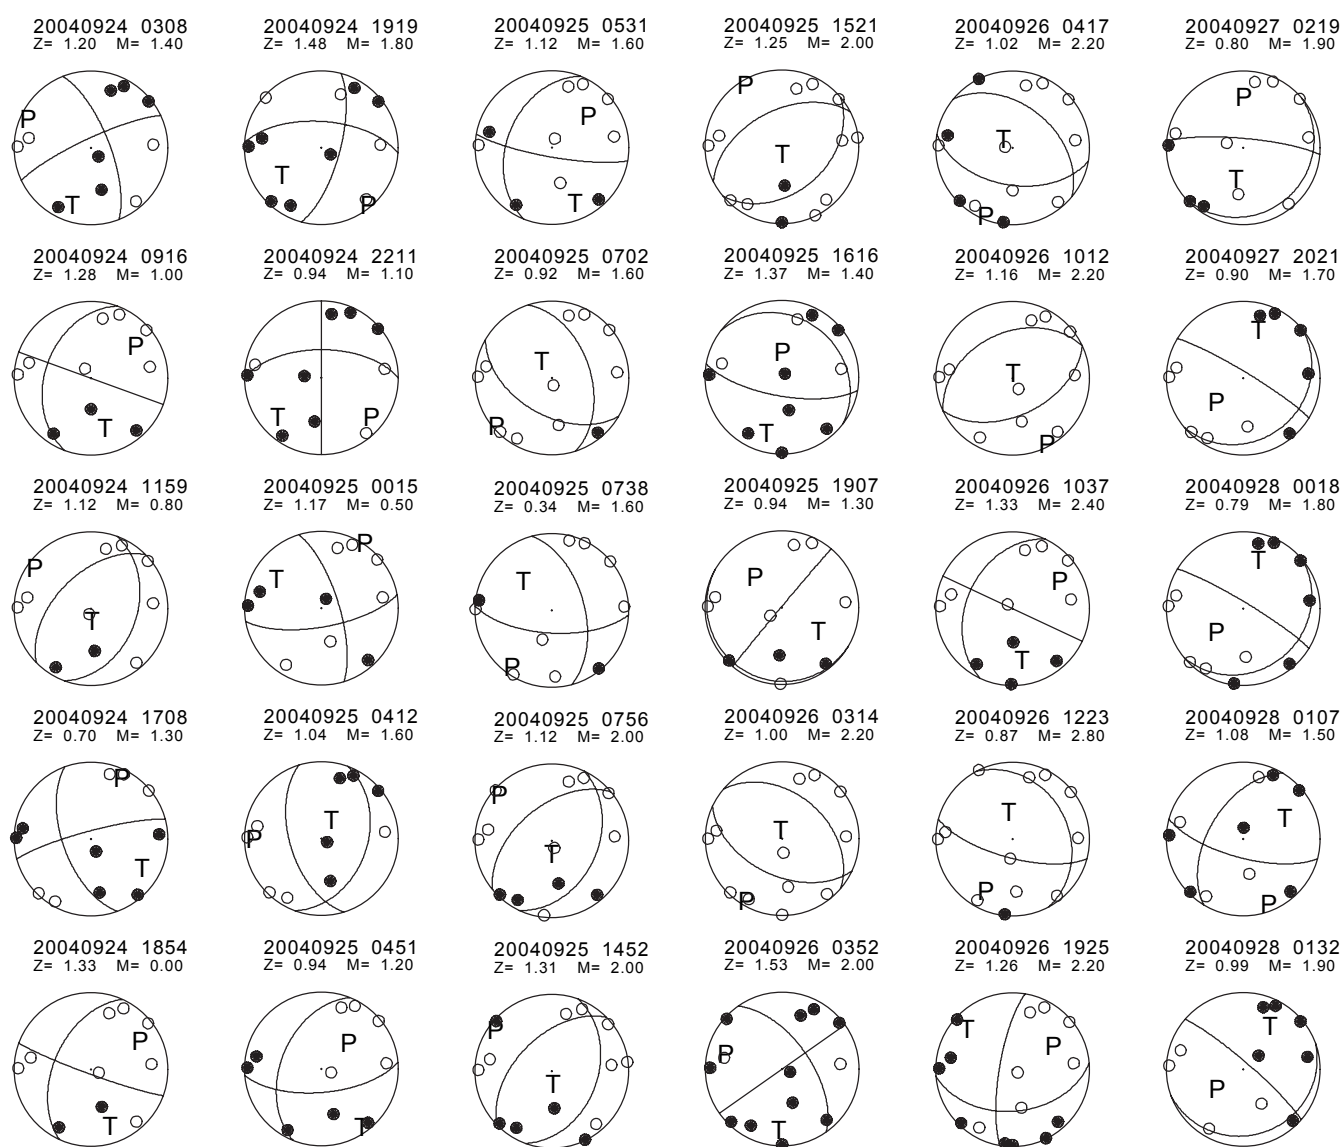 20040924 0308 20040924 1919 20040925 0531 20040925 1521 20040926 0417 20040927 0219
Z= 1.20 M= 1.40 Z= 1.48 M= 1.80 Z= 1.12 M= 1.60 Z= 1.25 M= 2.00 Z= 1.02 M= 2.20 Z= 0.80 M= 1.90
P T T P P T P T T P P T
20040924 0916 20040924 2211 20040925 0702 20040925 1616 20040926 1012 20040927 2021
Z= 1.28 M= 1.00 Z= 0.94 M= 1.10 Z= 0.92 M= 1.60 Z= 1.37 M= 1.40 Z= 1.16 M= 2.20 Z= 0.90 M= 1.70
P T T P T P P T T P T P
20040924 1159 20040925 0015 20040925 0738 20040925 1907 20040926 1037 20040928 0018
Z= 1.12 M= 0.80 Z= 1.17 M= 0.50 Z= 0.34 M= 1.60 Z= 0.94 M= 1.30 Z= 1.33 M= 2.40 Z= 0.79 M= 1.80
P T P T T P P T P T T P
20040924 1708 20040925 0412 20040925 0756 20040926 0314 20040926 1223 20040928 0107
Z= 0.70 M= 1.30 Z= 1.04 M= 1.60 Z= 1.12 M= 2.00 Z= 1.00 M= 2.20 Z= 0.87 M= 2.80 Z= 1.08 M= 1.50
P T T P P T T P T P T P
20040924 1854 20040925 0451 20040925 1452 20040926 0352 20040926 1925 20040928 0132
Z= 1.33 M= 0.00 Z= 0.94 M= 1.20 Z= 1.31 M= 2.00 Z= 1.53 M= 2.00 Z= 1.26 M= 2.20 Z= 0.99 M= 1.90
P T P T P T P T T P T P